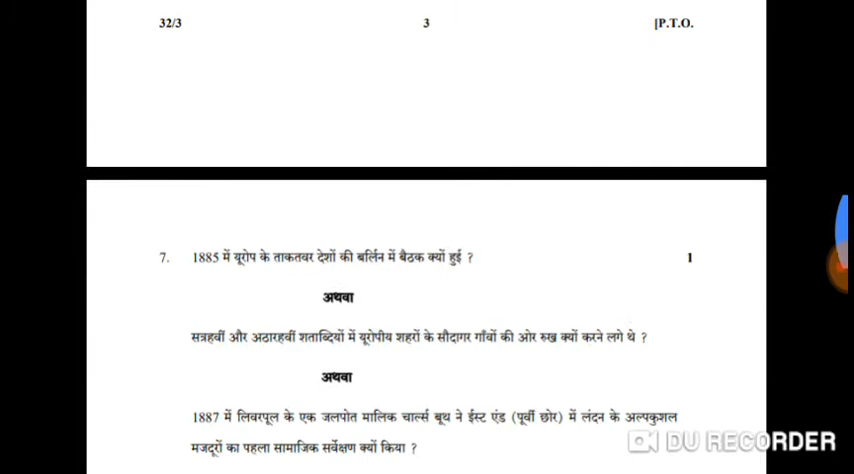 32/3 3 [P.T.O.
7. 1885 में यूरोप के ताकतवर देशों की बर्लिन में बैठक क्यों हुई ? 1
अथवा
सत्रहवीं और अठारहवीं शताब्दियों में यूरोपीय शहरों के सौदागर गाँवों की ओर रुख क्यों करने लगे थे ?
अथवा
1887 में लिवरपूल के एक जलपोत मालिक चार्ल्स बूथ ने ईस्ट एंड (पूर्वी छोर) में लंदन के अल्पकुशल
मजदूरों का पहला सामाजिक सर्वेक्षण क्यों किया ?
DU RECORDER